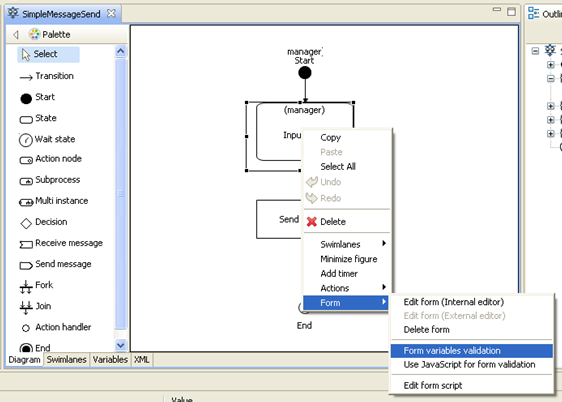 SimpleMessageSend
Outlin
Palette
Select
Transition
Start
State
Wait state
Action node
Subprocess
Multi instance
Decision
Receive message
Send message
Fork
Join
Action handler
End
manager
Start
(manager)
Inpu
Send
End
Copy
Paste
Select All
Undo
Redo
Delete
Swimlanes
Minimize figure
Add timer
Actions
Form
Edit form (Internal editor)
Edit form (External editor)
Delete form
Form variables validation
Use JavaScript for form validation
Edit form script
Diagram Swimlanes Variables XML
Value